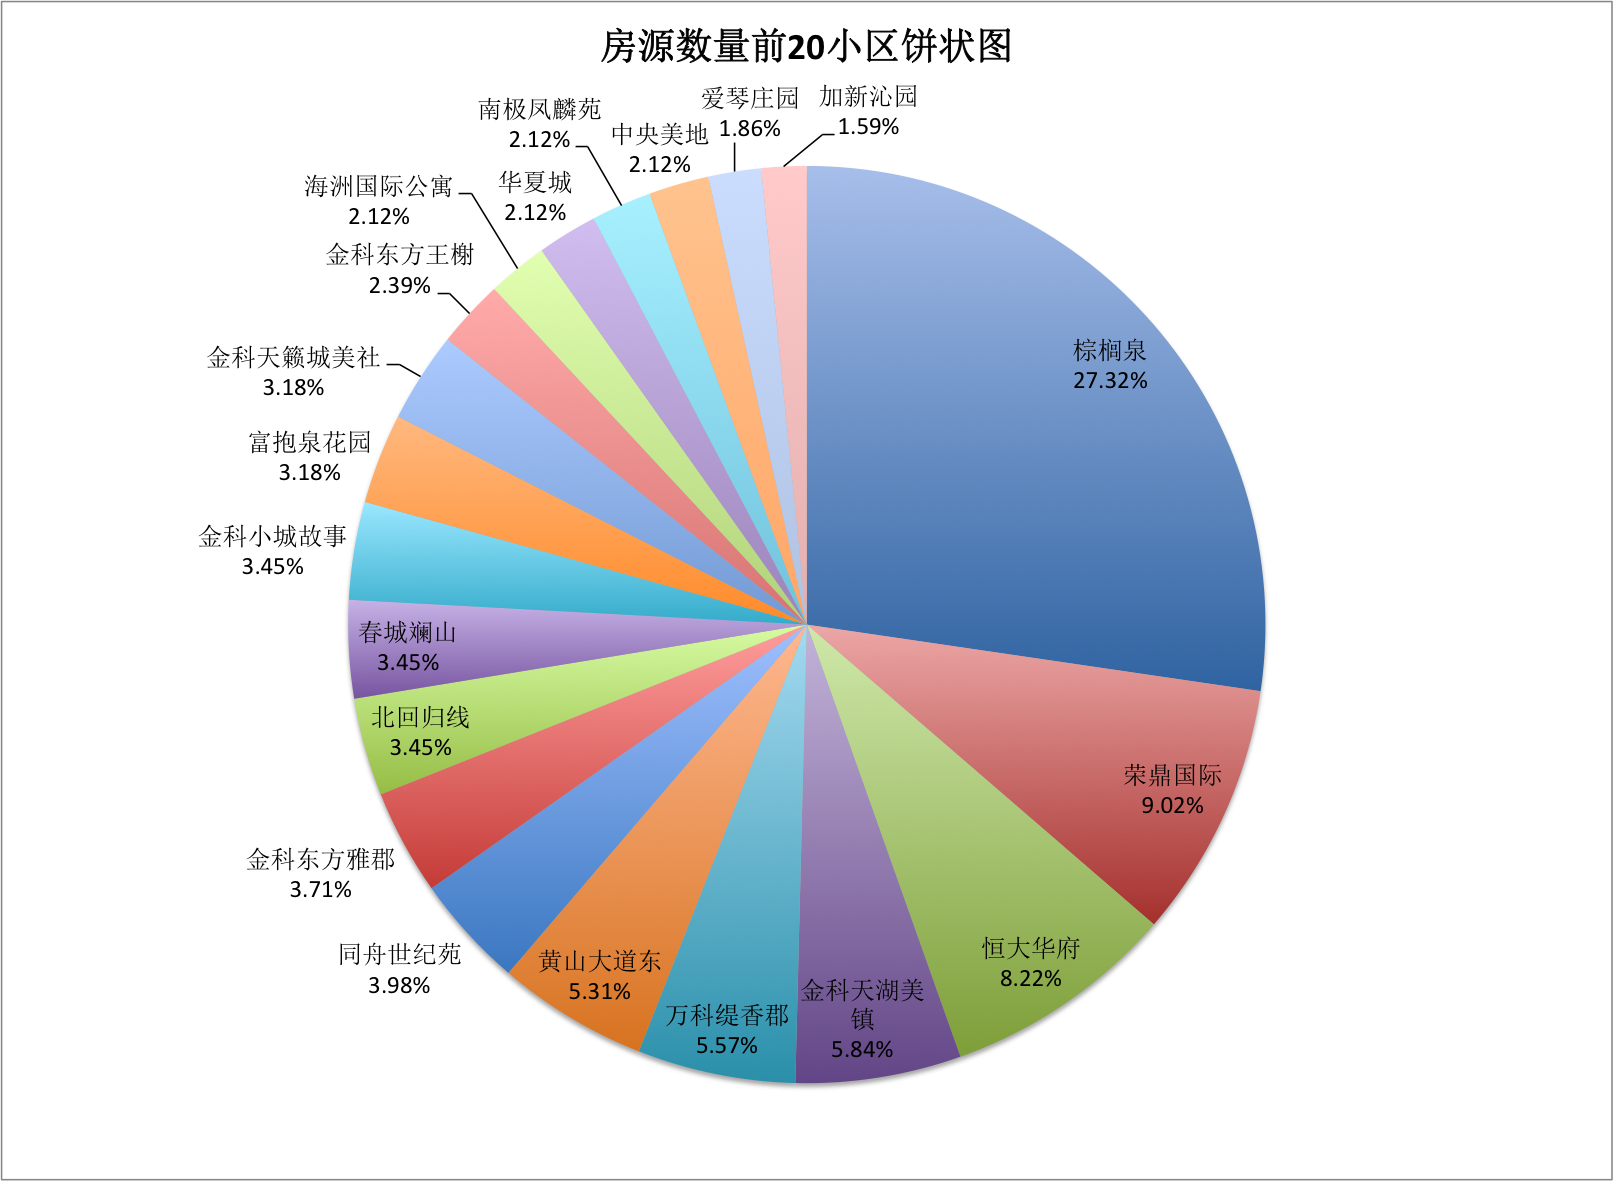 房源数量前20小区饼状图
棕榈泉
27.32%
荣鼎国际
9.02%
恒大华府
8.22%
金科天湖美
镇
5.84%
万科缇香郡
5.57%
黄山大道东
5.31%
同舟世纪苑
3.98%
金科东方雅郡
3.71%
北回归线
3.45%
春城斓山
3.45%
金科小城故事
3.45%
富抱泉花园
3.18%
金科天籁城美社
3.18%
金科东方王榭
2.39%
海洲国际公寓
2.12%
华夏城
2.12%
南极凤麟苑
2.12%
中央美地
2.12%
爱琴庄园
1.86%
加新沁园
1.59%